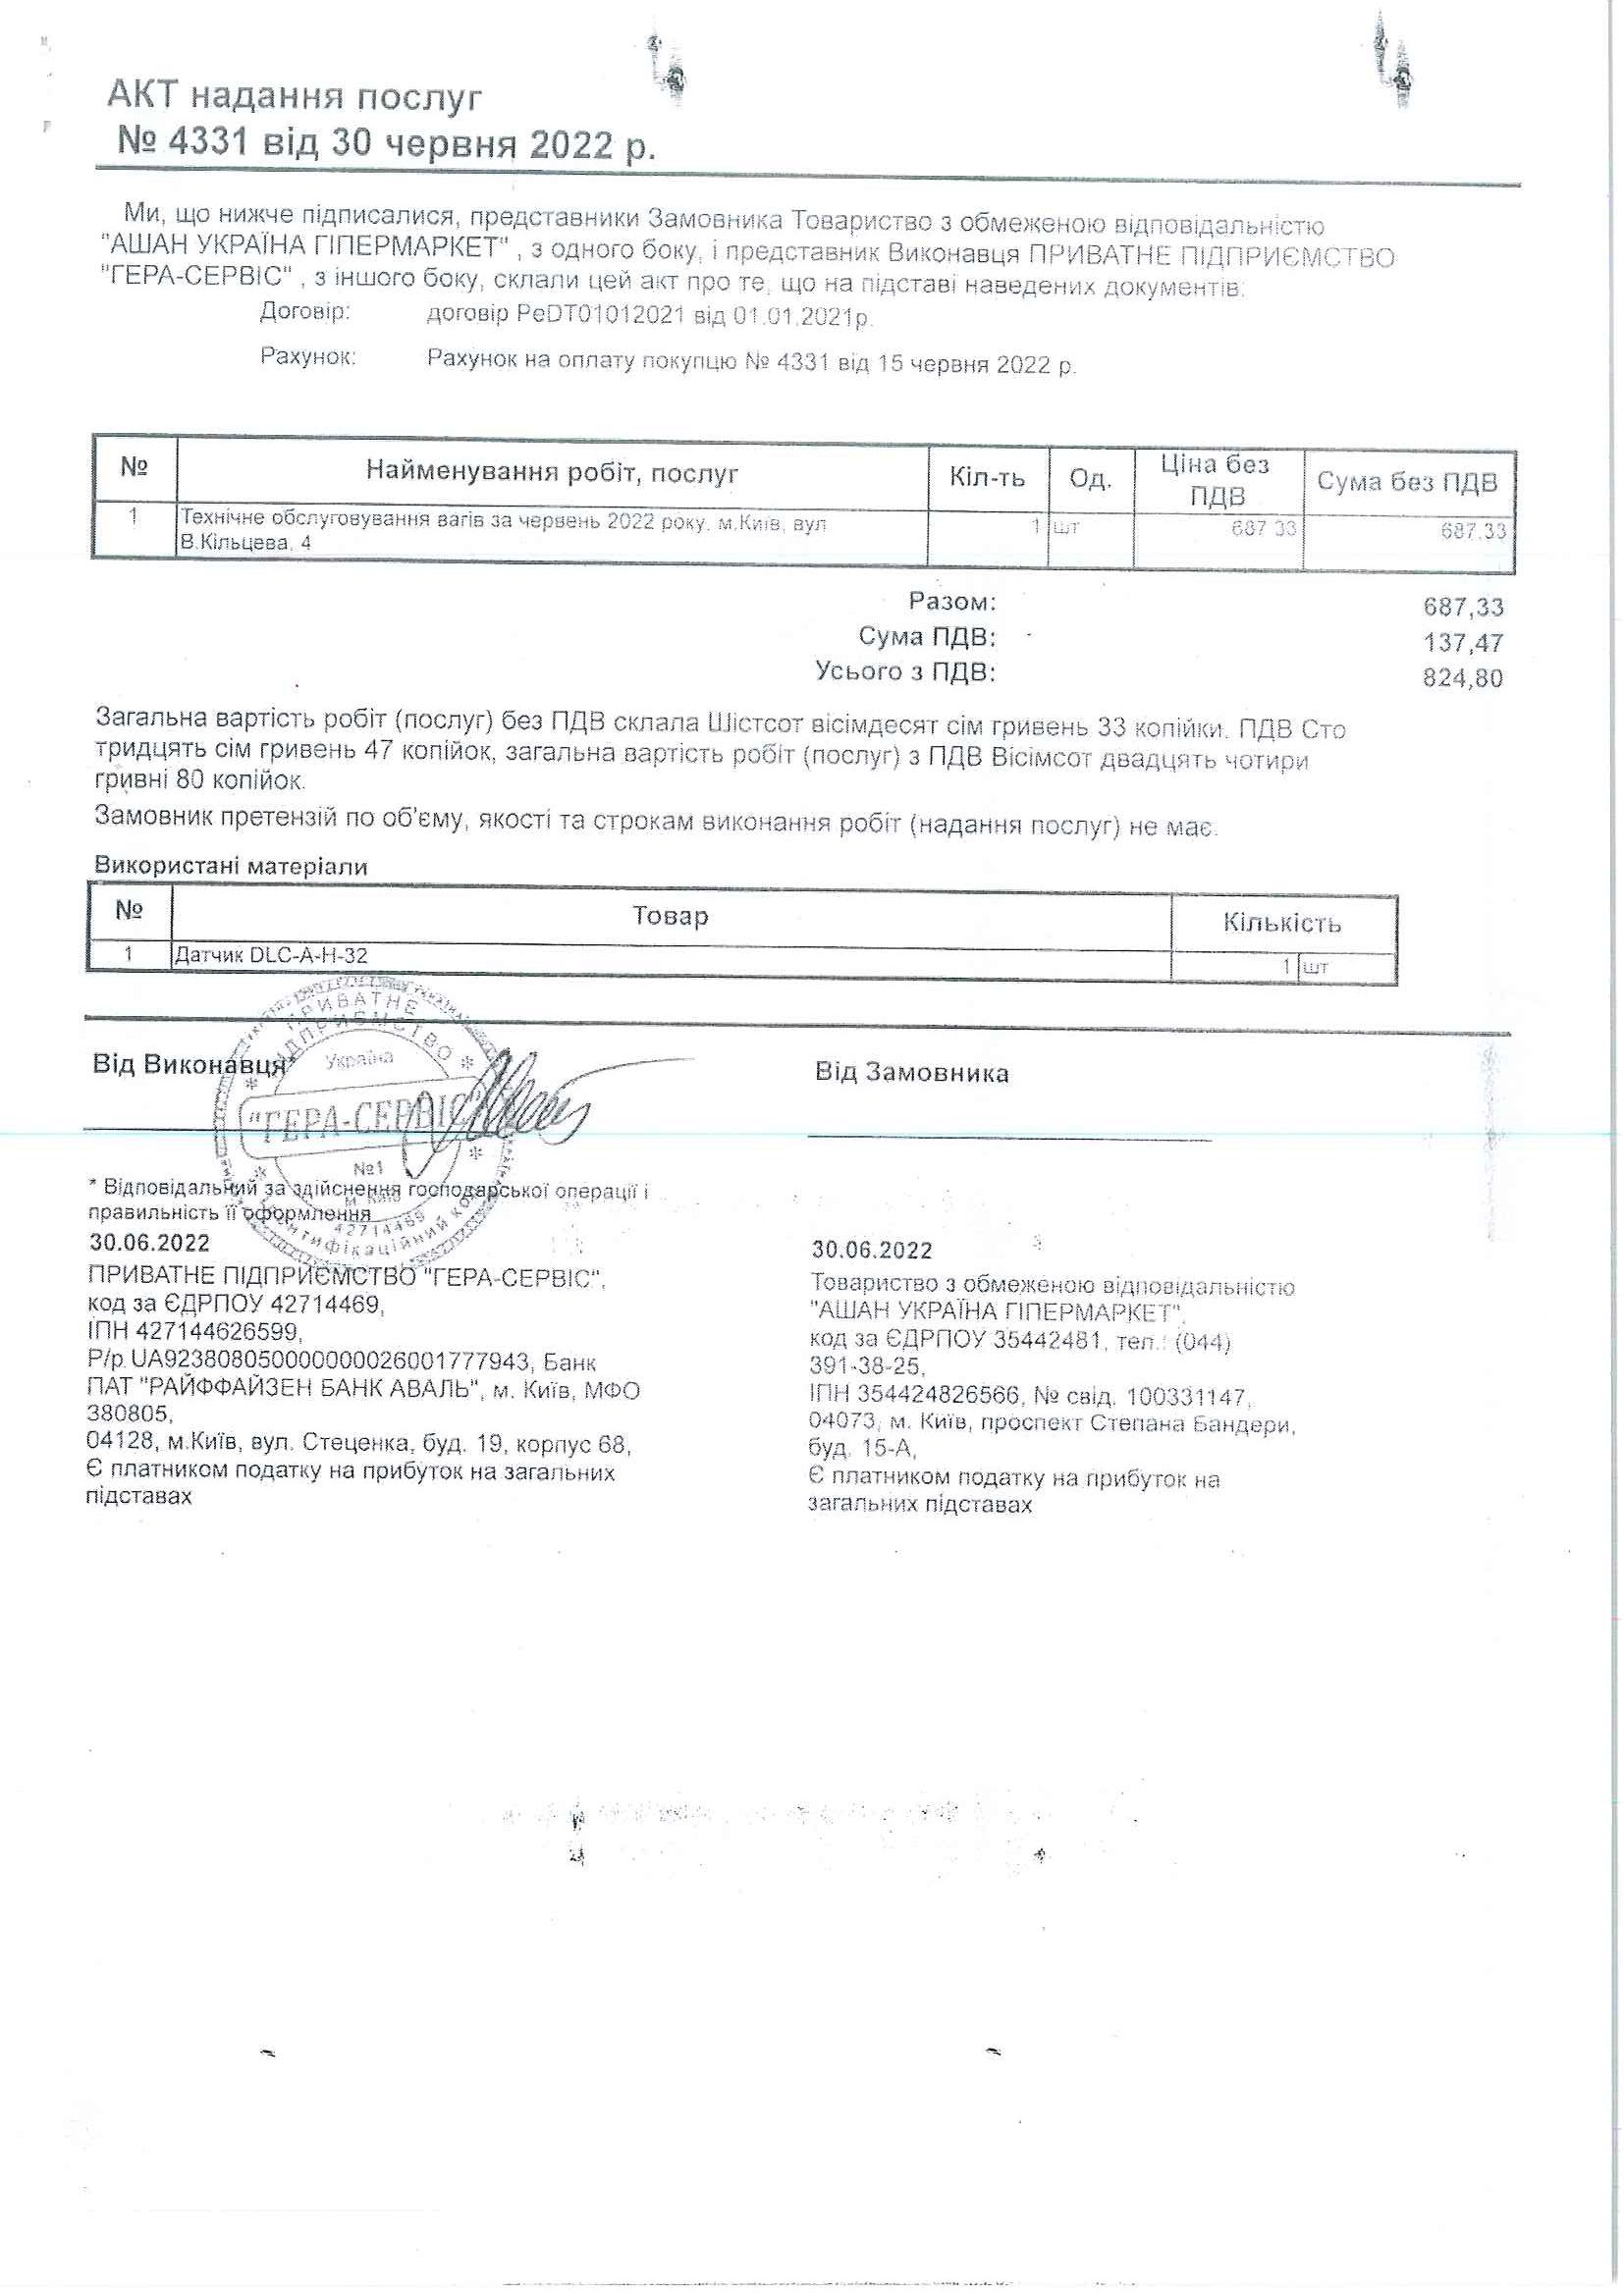 АКТ надання послуг
№ 4331 від 30 червня 2022 р.
Ми, що нижче підписалися, представники Замовника Товариство з обмеженою відповідальністю
"АШАН УКРАЇНА ГІПЕРМАРКЕТ" , з одного боку, і представник Виконавця ПРИВАТНЕ ПІДПРИЄМСТВО
"ГЕРА-СЕРВІС" , з іншого боку, склали цей акт про те, що на підставі наведених документів:
Договір: договір PeDT01012021 від 01.01.2021р.
Рахунок: Рахунок на оплату покупцю № 4331 від 15 червня 2022 р.
№ Найменування робіт, послуг Кіл-ть Од. Ціна без ПДВ Сума без ПДВ
1 Технічне обслуговування вагів за червень 2022 року. м.Київ, вул 1 шт 687.33 687.33
В.Кільцева, 4
Разом: 687,33
Сума ПДВ: 137,47
Усього з ПДВ: 824,80
Загальна вартість робіт (послуг) без ПДВ склала Шістсот вісімдесят сім гривень 33 копійки. ПДВ Сто
тридцять сім гривень 47 копійок, загальна вартість робіт (послуг) з ПДВ Вісімсот двадцять чотири
гривні 80 копійок.
Замовник претензій по об'єму, якості та строкам виконання робіт (надання послуг) не має.
Використані матеріали
№ Товар Кількість
1 Датчик DLC-A-H-32 1 шт
Від Виконавця* Від Замовника
ПРИВАТНЕ
ПІДПРИЄМСТВО
Україна
"ГЕРА-СЕРВІС"
№1
м. Київ
42714469
* Відповідальний за здійснення господарської операції і
правильність її оформлення
30.06.2022
ПРИВАТНЕ ПІДПРИЄМСТВО "ГЕРА-СЕРВІС",
код за ЄДРПОУ 42714469,
ІПН 427144626599,
Р/р UA923808050000000026001777943, Банк
ПАТ "РАЙФФАЙЗЕН БАНК АВАЛЬ", м. Київ, МФО
380805,
04128, м.Київ, вул. Стеценка, буд. 19, корпус 68,
Є платником податку на прибуток на загальних
підставах
30.06.2022
Товариство з обмеженою відповідальністю
"АШАН УКРАЇНА ГІПЕРМАРКЕТ",
код за ЄДРПОУ 35442481, тел.: (044)
391-38-25,
ІПН 354424826566, № свід. 100331147,
04073, м. Київ, проспект Степана Бандери,
буд. 15-А,
Є платником податку на прибуток на
загальних підставах